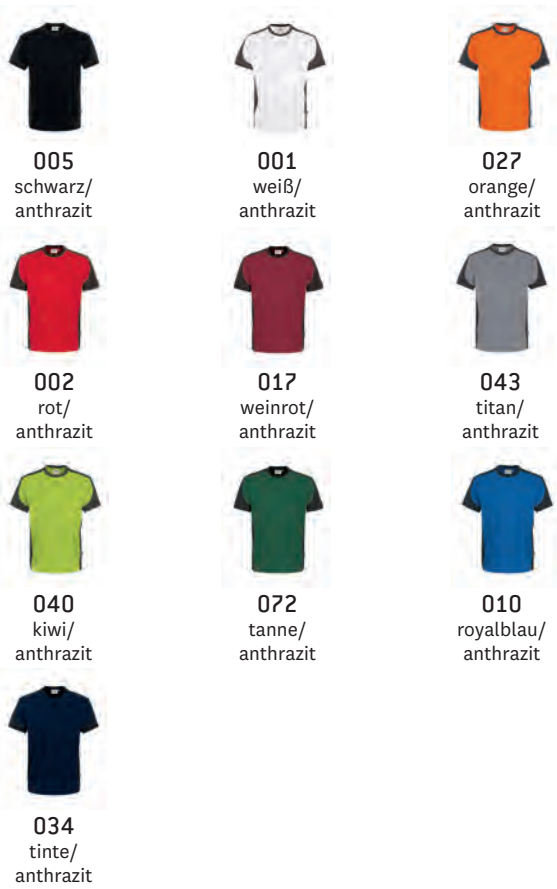 005
schwarz/
anthrazit
001
weiß/
anthrazit
027
orange/
anthrazit
002
rot/
anthrazit
017
weinrot/
anthrazit
043
titan/
anthrazit
040
kiwi/
anthrazit
072
tanne/
anthrazit
010
royalblau/
anthrazit
034
tinte/
anthrazit